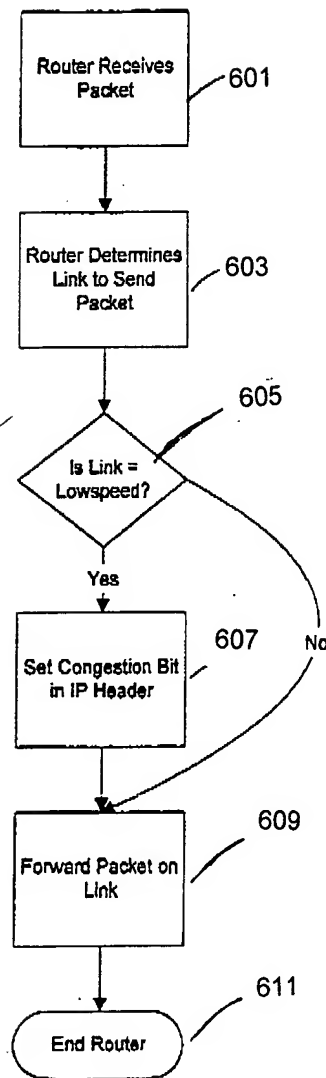 Router Receives
Packet
601
Router Determines
Link to Send
Packet
603
605
Is Link =
Lowspeed?
Yes
No
607
Set Congestion Bit
in IP Header
609
Forward Packet on
Link
611
End Router